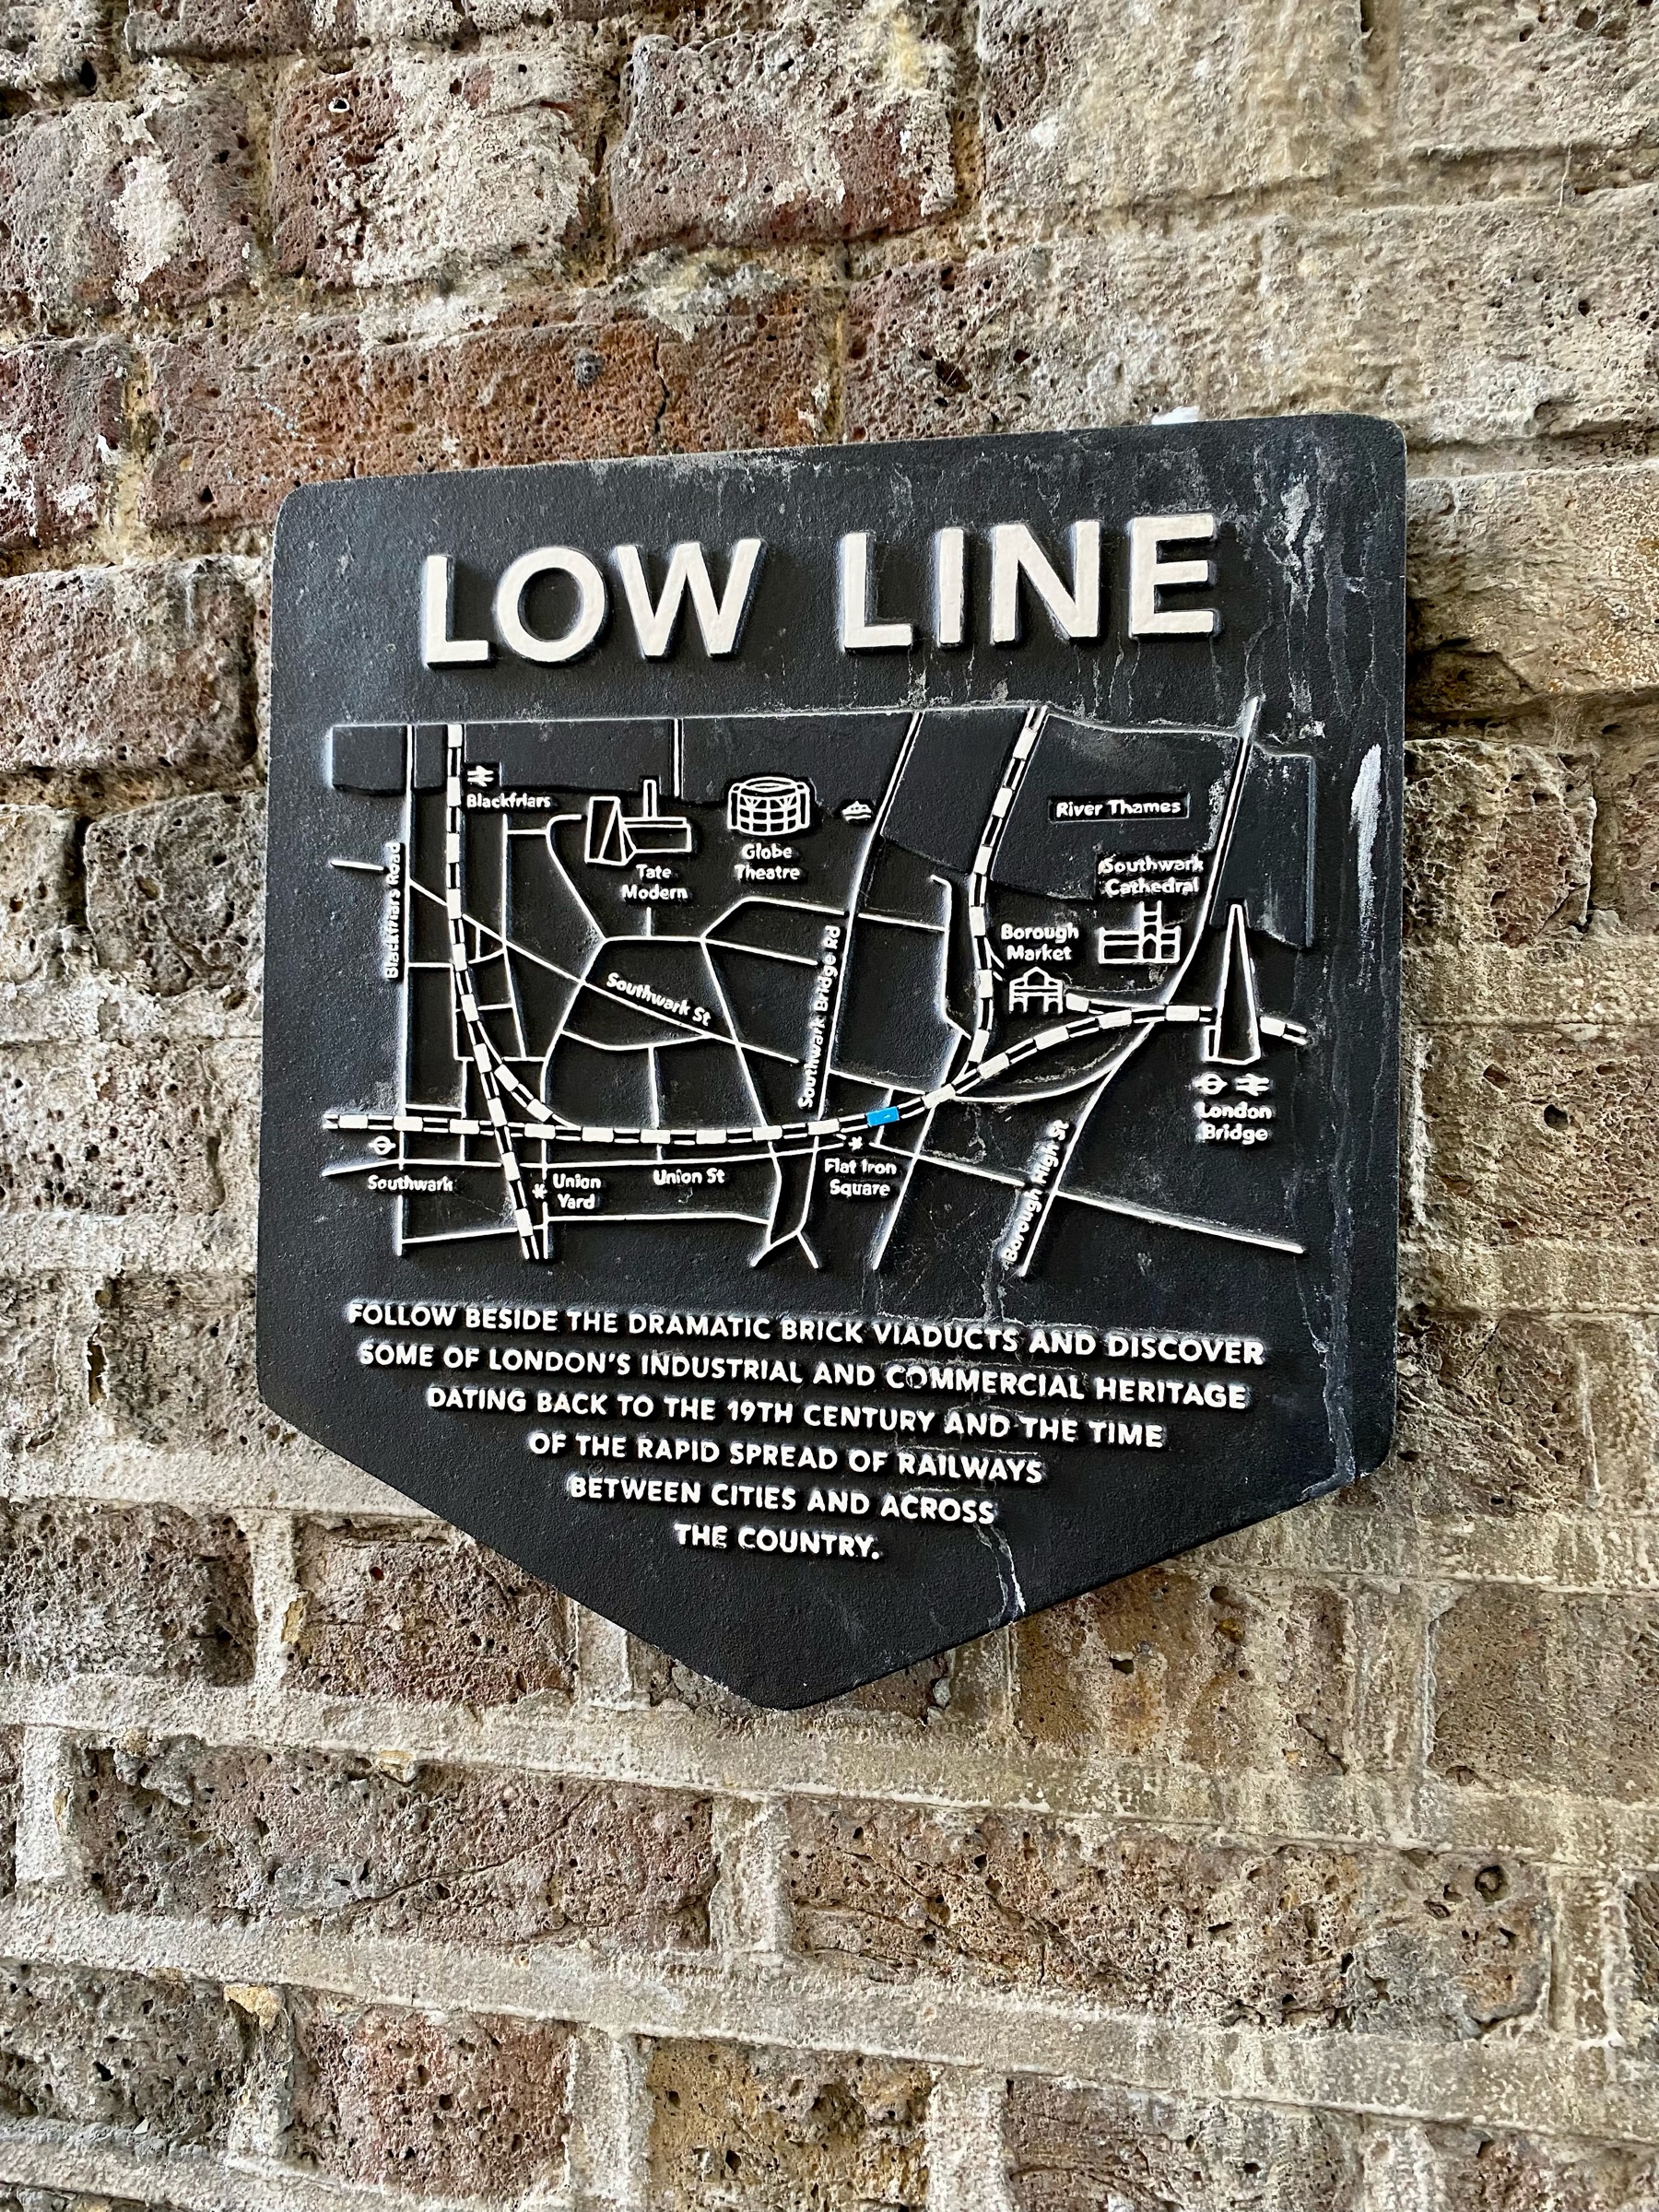 LOW LINE
Blackfriars
River Thames
Globe
Theatre
Tate
Modern
Southwark
Cathedral
Blackfriars Road
Borough
Market
Southwark St
Southwark Bridge Rd
London
Bridge
Southwark
Union
Yard
Union St
Flat Iron
Square
Borough High St
FOLLOW BESIDE THE DRAMATIC BRICK VIADUCTS AND DISCOVER
SOME OF LONDON'S INDUSTRIAL AND COMMERCIAL HERITAGE
DATING BACK TO THE 19TH CENTURY AND THE TIME
OF THE RAPID SPREAD OF RAILWAYS
BETWEEN CITIES AND ACROSS
THE COUNTRY.